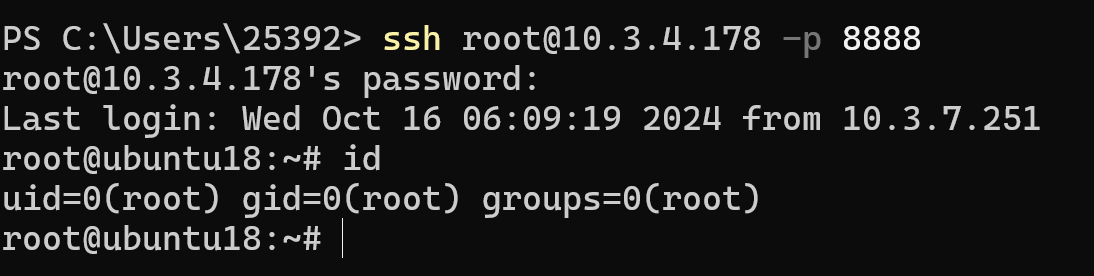 PS C:\Users\25392> ssh root@10.3.4.178 -p 8888
root@10.3.4.178's password:
Last login: Wed Oct 16 06:09:19 2024 from 10.3.7.251
root@ubuntu18:~# id
uid=0(root) gid=0(root) groups=0(root)
root@ubuntu18:~#